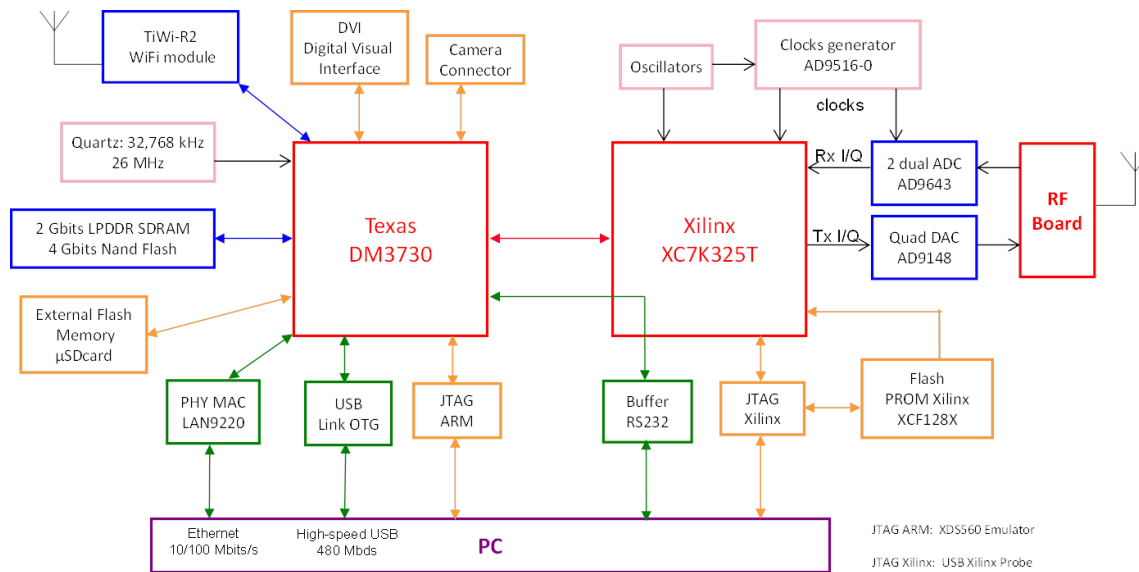 TiWi-R2
WiFi module
DVI
Digital Visual
Interface
Camera
Connector
Oscillators
Clocks generator
AD9516-0
clocks
Quartz: 32,768 kHz
26 MHz
2 Gbits LPDDR SDRAM
4 Gbits Nand Flash
External Flash
Memory
µSDcard
Texas
DM3730
Xilinx
XC7K325T
Rx I/Q
2 dual ADC
AD9643
Tx I/Q
Quad DAC
AD9148
RF
Board
PHY MAC
LAN9220
USB
Link OTG
JTAG
ARM
Buffer
RS232
JTAG
Xilinx
Flash
PROM Xilinx
XCF128X
Ethernet
10/100 Mbits/s
High-speed USB
480 Mbds
PC
JTAG ARM: XDS560 Emulator
JTAG Xilinx: USB Xilinx Probe